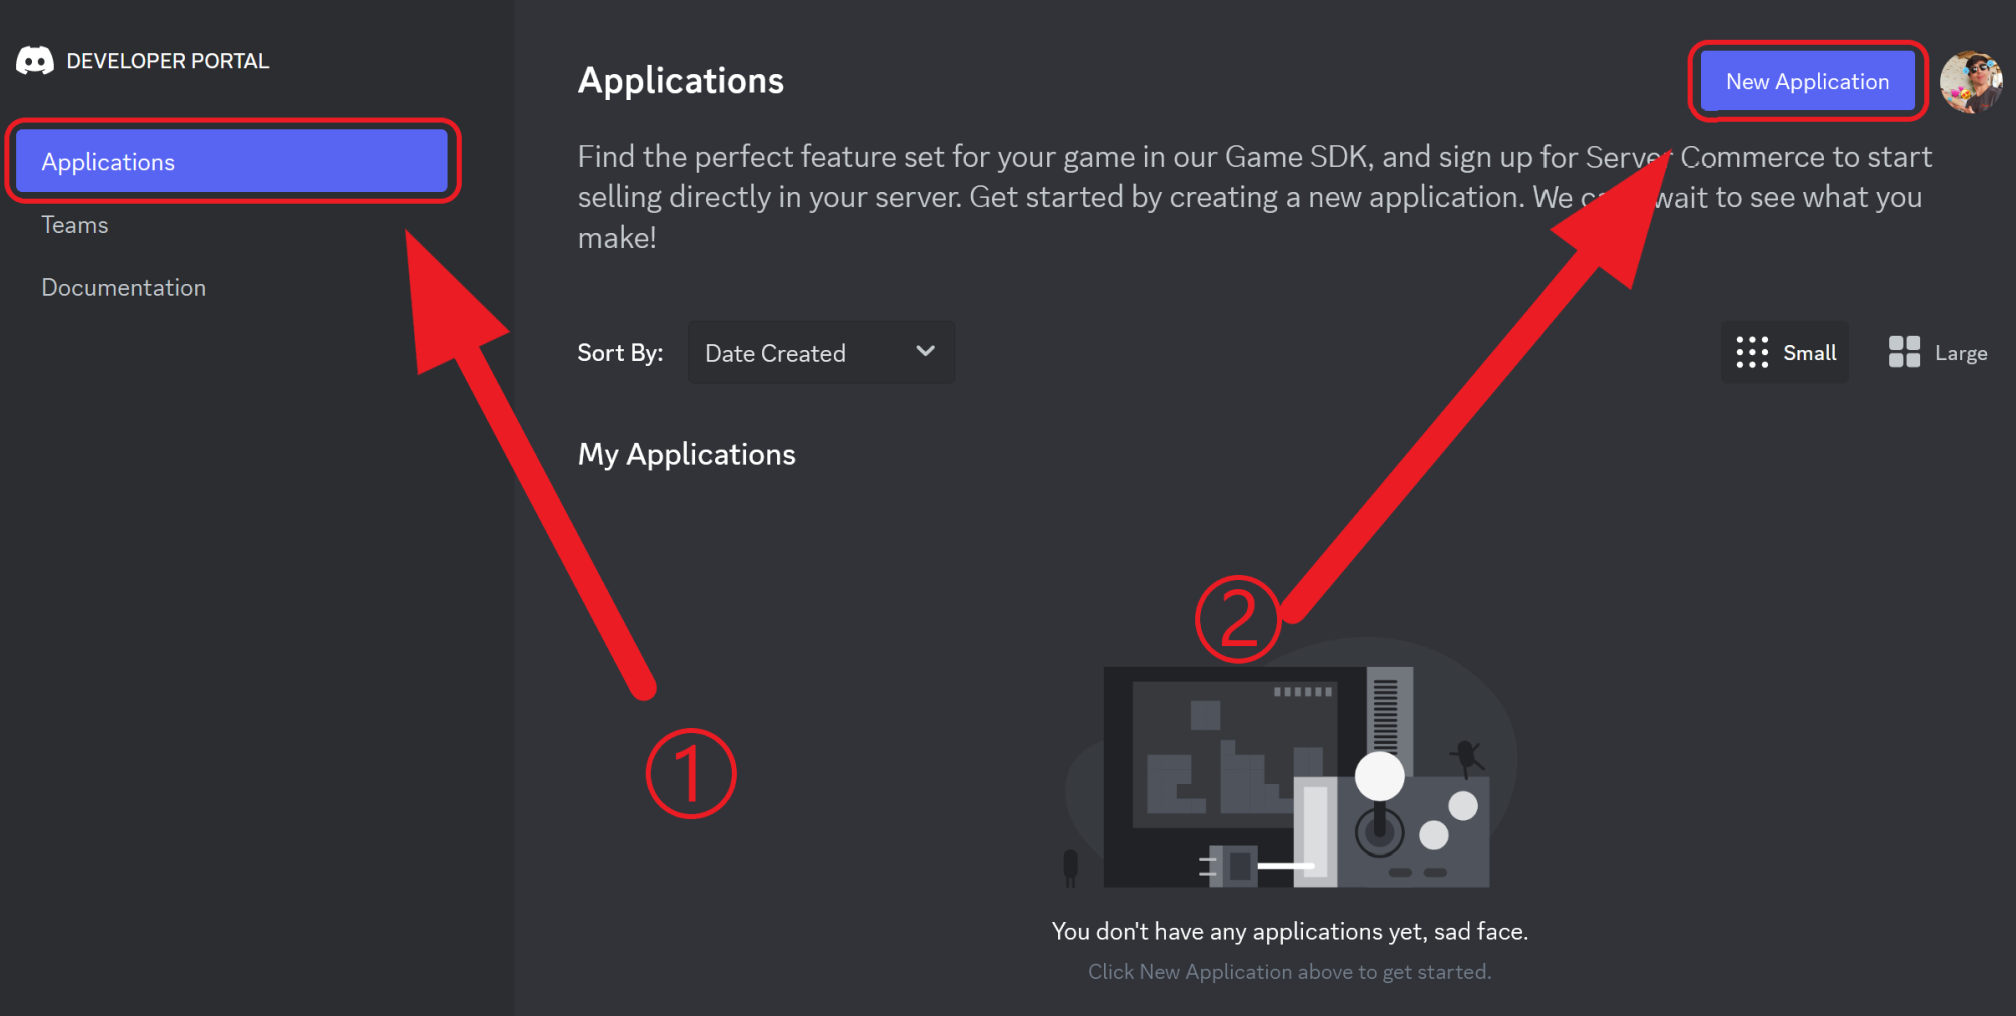 DEVELOPER PORTAL
Applications
Teams
Documentation
Applications
New Application
Find the perfect feature set for your game in our Game SDK, and sign up for Server Commerce to start
selling directly in your server. Get started by creating a new application. We wait to see what you
make!
Sort By:
Date Created
Small
Large
My Applications
1
2
You don't have any applications yet, sad face.
Click New Application above to get started.